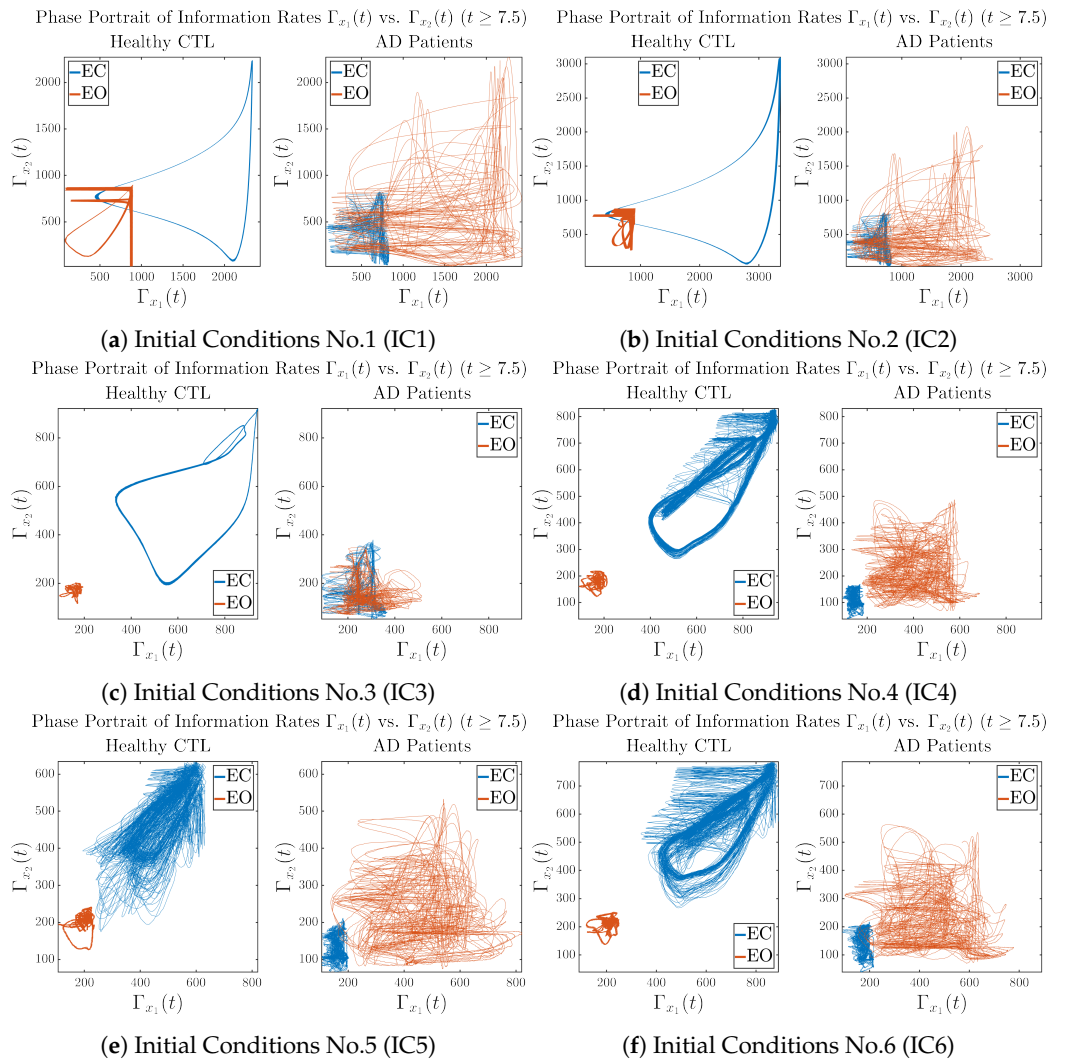 Phase Portrait of Information Rates Γx₁(t) vs. Γx₂(t) (t ≥ 7.5)
Healthy CTL
AD Patients
EC
EO
2000
1500
1000
500
Γx₂(t)
500 1000 1500 2000
Γx₁(t)
2000
1500
1000
500
Γx₂(t)
500 1000 1500 2000
Γx₁(t)
(a) Initial Conditions No.1 (IC1)
Phase Portrait of Information Rates Γx₁(t) vs. Γx₂(t) (t ≥ 7.5)
Healthy CTL
AD Patients
EC
EO
3000
2500
2000
1500
1000
500
Γx₂(t)
1000 2000 3000
Γx₁(t)
EC
EO
3000
2500
2000
1500
1000
500
Γx₂(t)
1000 2000 3000
Γx₁(t)
(b) Initial Conditions No.2 (IC2)
Phase Portrait of Information Rates Γx₁(t) vs. Γx₂(t) (t ≥ 7.5)
Healthy CTL
AD Patients
800
600
400
200
Γx₂(t)
EC
EO
200 400 600 800
Γx₁(t)
EC
EO
800
600
400
200
Γx₂(t)
200 400 600 800
Γx₁(t)
(c) Initial Conditions No.3 (IC3)
Phase Portrait of Information Rates Γx₁(t) vs. Γx₂(t) (t ≥ 7.5)
Healthy CTL
AD Patients
800
700
600
500
400
300
200
100
Γx₂(t)
EC
EO
200 400 600 800
Γx₁(t)
EC
EO
800
700
600
500
400
300
200
100
Γx₂(t)
200 400 600 800
Γx₁(t)
(d) Initial Conditions No.4 (IC4)
Phase Portrait of Information Rates Γx₁(t) vs. Γx₂(t) (t ≥ 7.5)
Healthy CTL
AD Patients
EC
EO
600
500
400
300
200
100
Γx₂(t)
200 400 600 800
Γx₁(t)
EC
EO
600
500
400
300
200
100
Γx₂(t)
200 400 600 800
Γx₁(t)
(e) Initial Conditions No.5 (IC5)
Phase Portrait of Information Rates Γx₁(t) vs. Γx₂(t) (t ≥ 7.5)
Healthy CTL
AD Patients
700
600
500
400
300
200
100
Γx₂(t)
EC
EO
200 400 600 800
Γx₁(t)
EC
EO
700
600
500
400
300
200
100
Γx₂(t)
200 400 600 800
Γx₁(t)
(f) Initial Conditions No.6 (IC6)